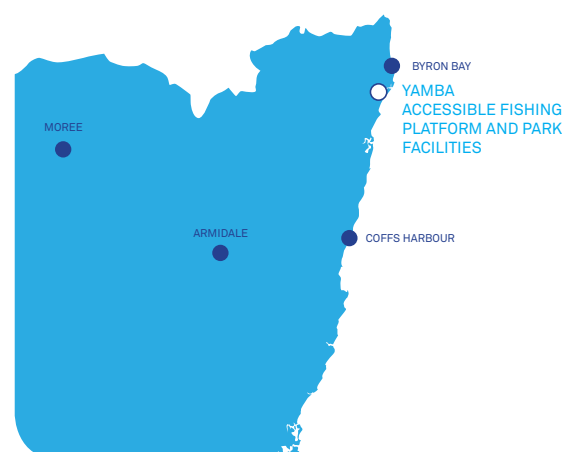 BYRON BAY
YAMBA
ACCESSIBLE FISHING
PLATFORM AND PARK
FACILITIES
MOREE
ARMIDALE
COFFS HARBOUR